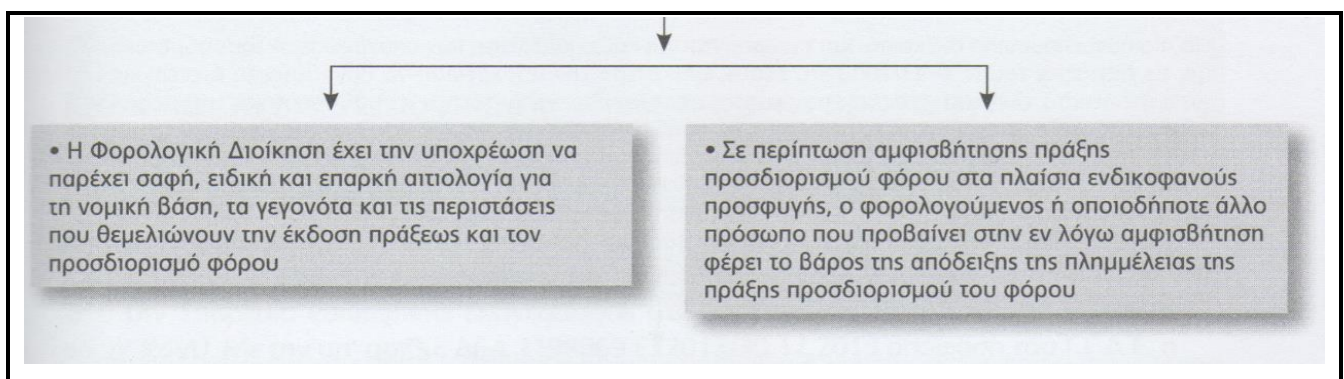 • Η Φορολογική Διοίκηση έχει την υποχρέωση να
παρέχει σαφή, ειδική και επαρκή αιτιολογία για
τη νομική βάση, τα γεγονότα και τις περιστάσεις
που θεμελιώνουν την έκδοση πράξεως και τον
προσδιορισμό φόρου
• Σε περίπτωση αμφισβήτησης πράξης
προσδιορισμού φόρου στα πλαίσια ενδικοφανούς
προσφυγής, ο φορολογούμενος ή οποιοδήποτε άλλο
πρόσωπο που προβαίνει στην εν λόγω αμφισβήτηση
φέρει το βάρος της απόδειξης της πλημμέλειας της
πράξης προσδιορισμού του φόρου